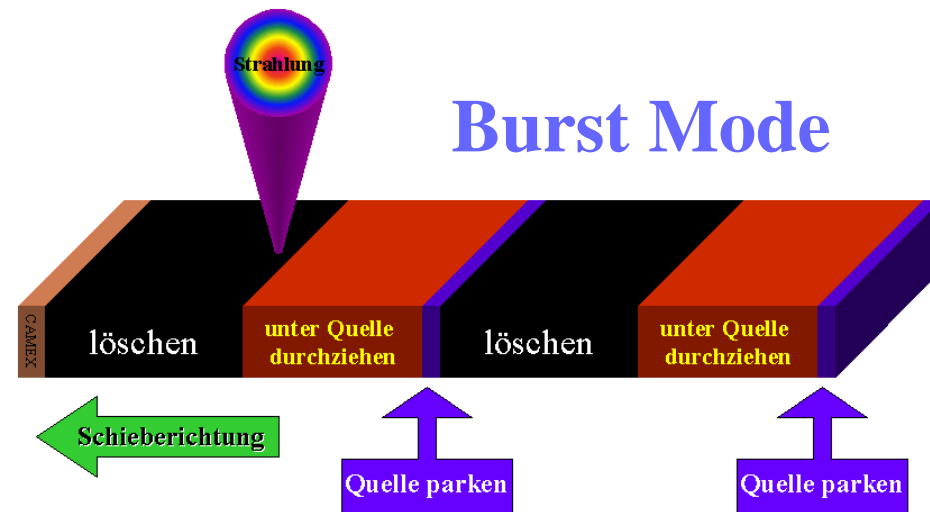 Strahlung
Burst Mode
CAMEX
löschen
unter Quelle
durchziehen
löschen
unter Quelle
durchziehen
Schieberichtung
Quelle parken
Quelle parken